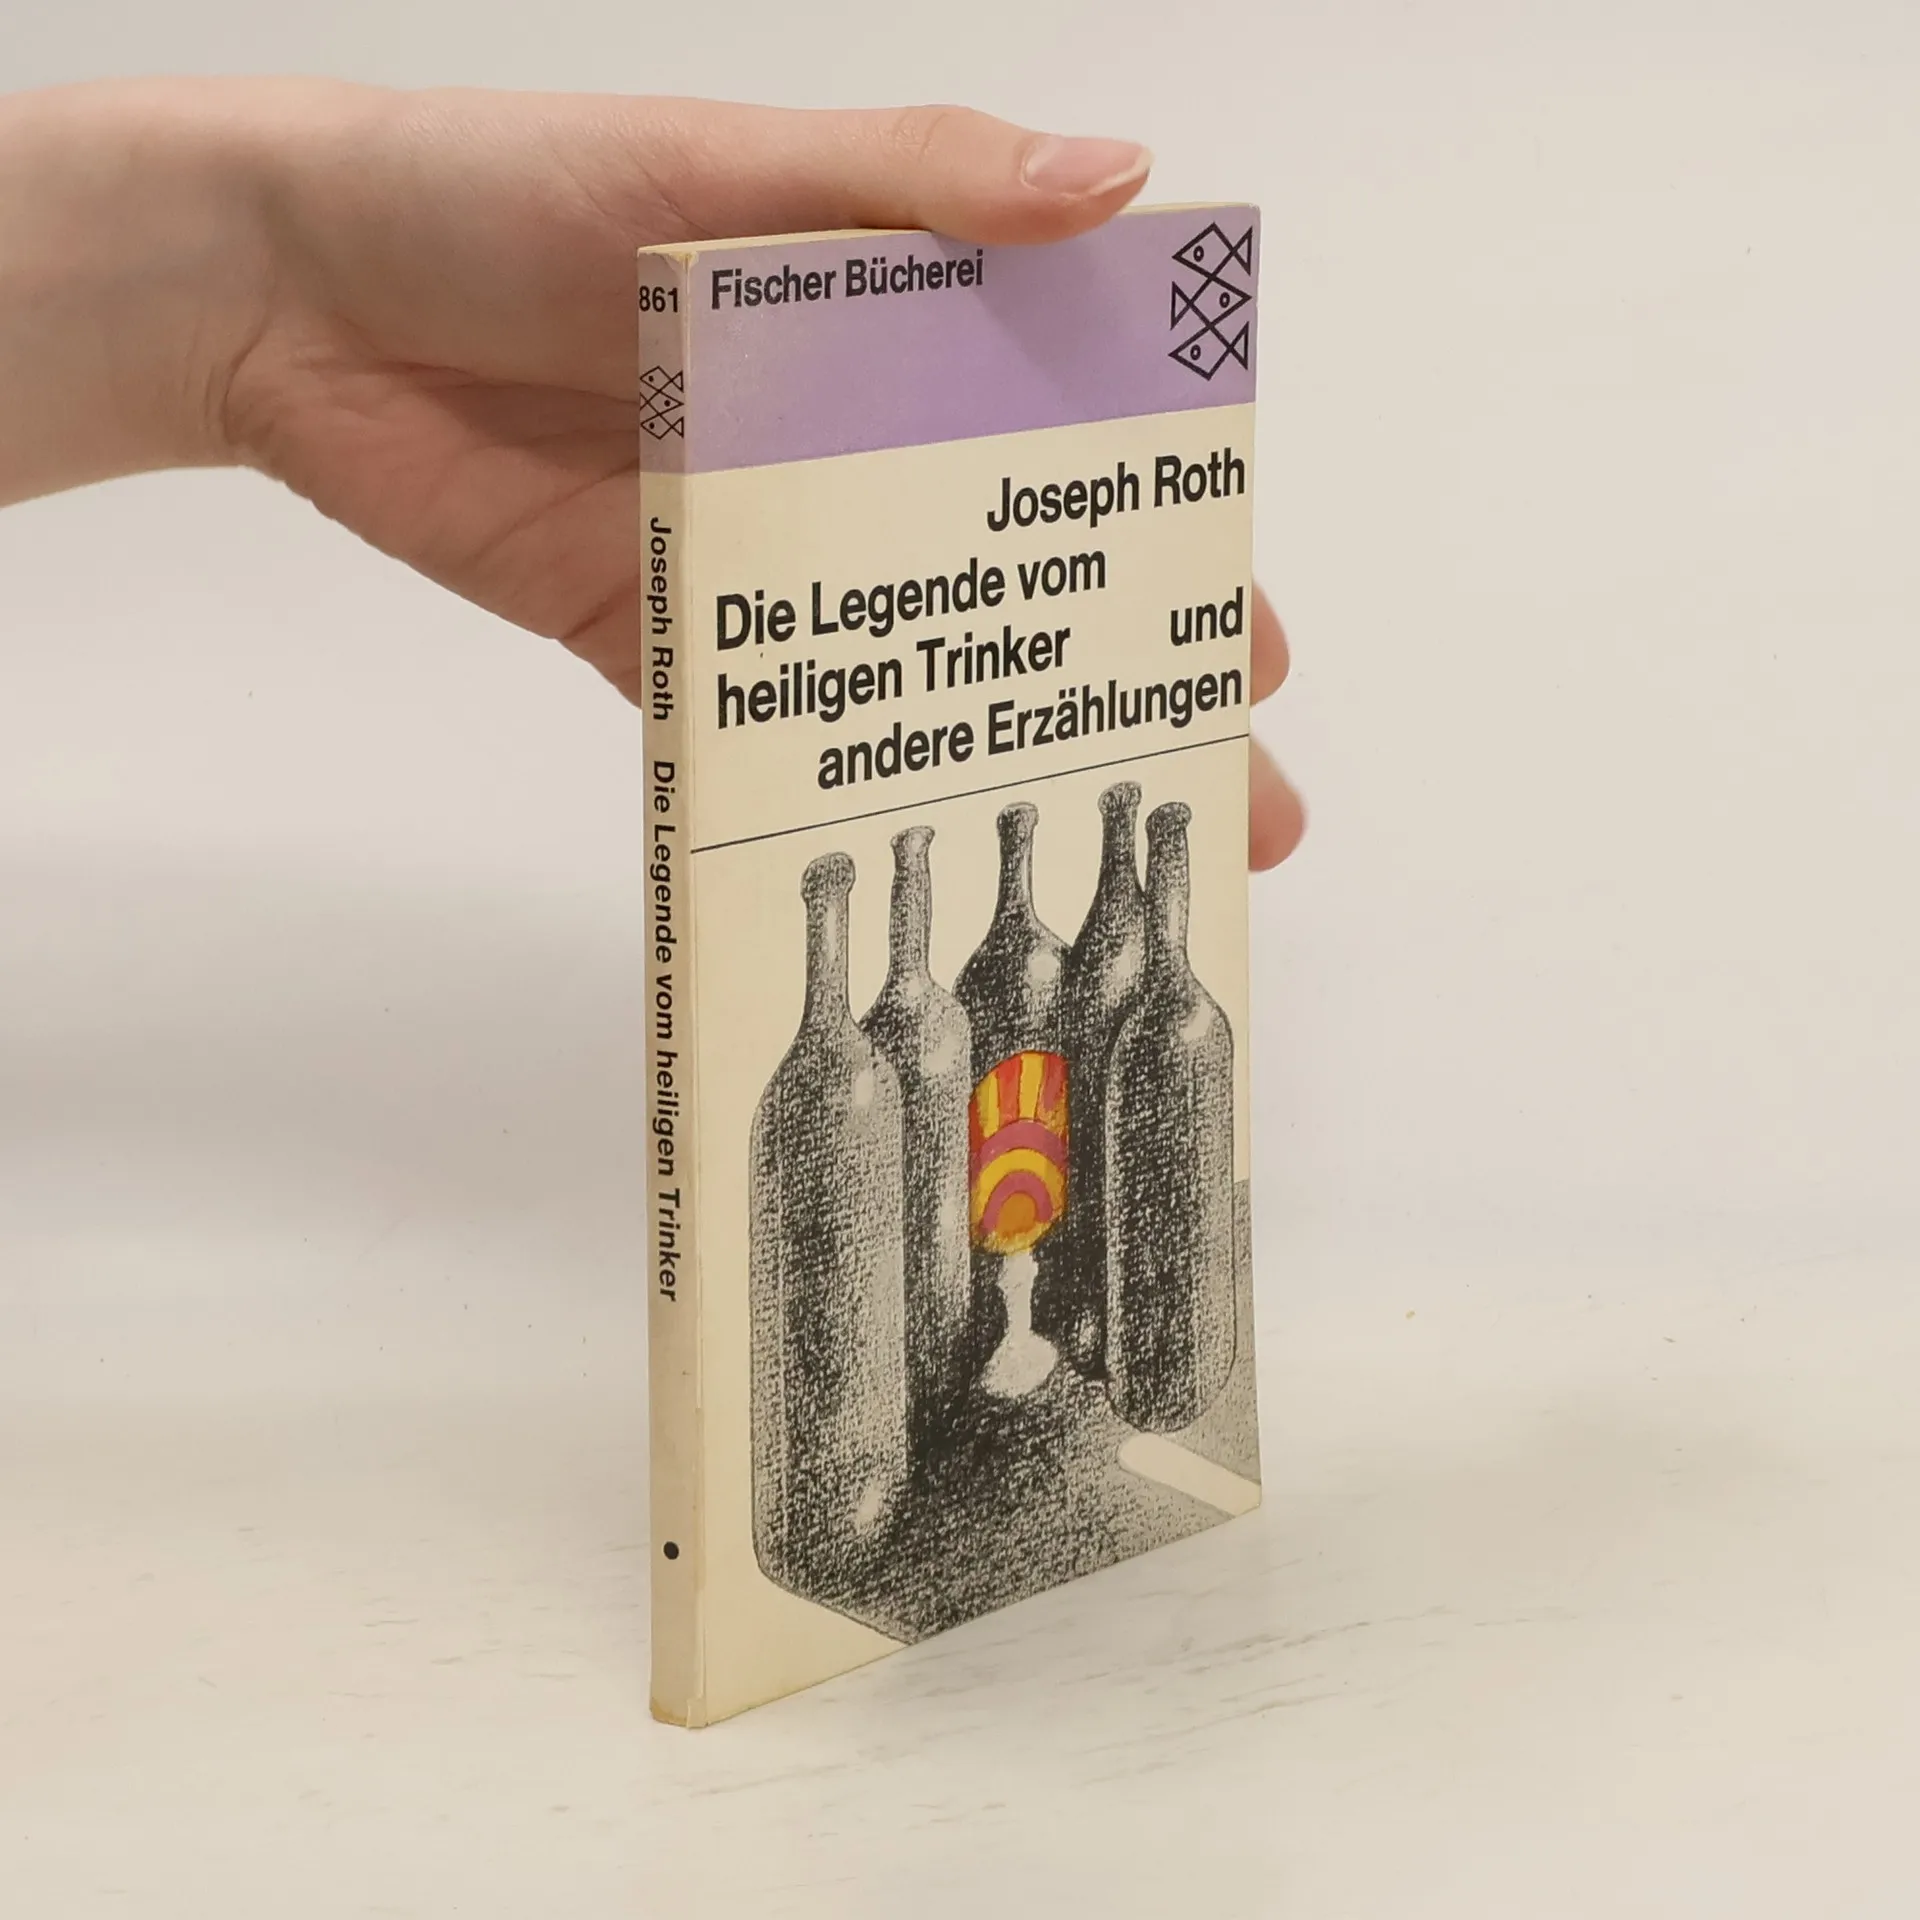 861
Fischer Bücherei
Joseph Roth
Die Legende vom
heiligen Trinker und
andere Erzählungen
Joseph Roth Die Legende vom heiligen Trinker